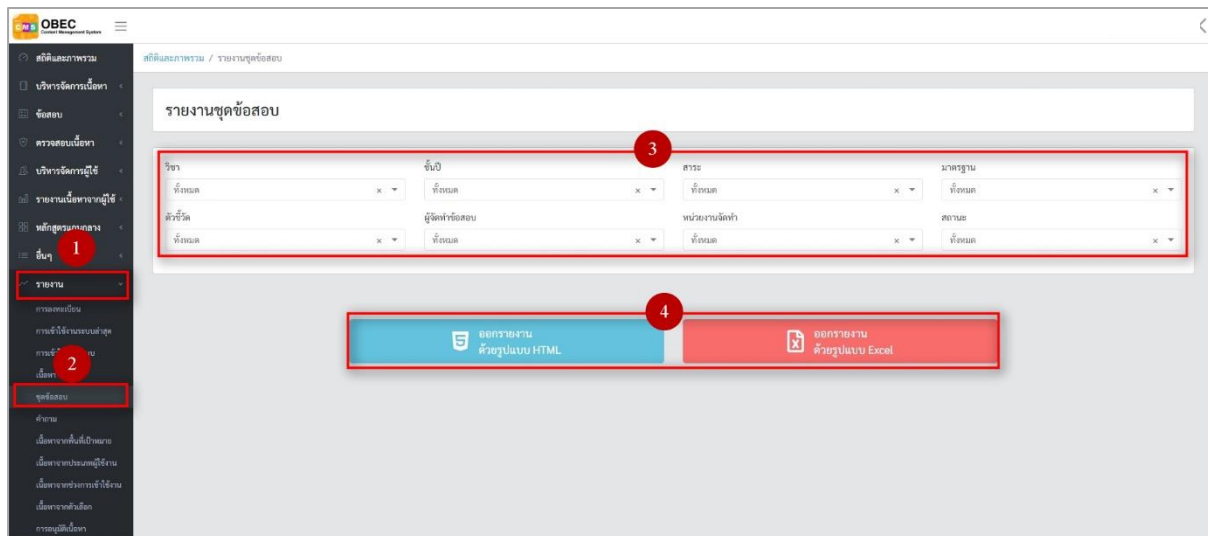 CMS OBEC
Content Management System
สถิติและภาพรวม
บริหารจัดการเนื้อหา
ข้อสอบ
ตรวจสอบเนื้อหา
บริหารจัดการผู้ใช้
รายงานเนื้อหาจากผู้ใช้
หลักสูตรแกนกลาง
1
อื่นๆ
รายงาน
การลงทะเบียน
การเข้าใช้งานระบบล่าสุด
2
ชุดข้อสอบ
คำถาม
เนื้อหาจากพื้นที่เป้าหมาย
เนื้อหาจากประเภทผู้ใช้งาน
เนื้อหาจากช่วงการเข้าใช้งาน
เนื้อหาจากตัวเลือก
การอนุมัติเนื้อหา
สถิติและภาพรวม / รายงานชุดข้อสอบ
รายงานชุดข้อสอบ
3
วิชา ชั้นปี สาระ มาตรฐาน
ทั้งหมด × ทั้งหมด × ทั้งหมด × ทั้งหมด ×
ตัวชี้วัด ผู้จัดทำข้อสอบ หน่วยงานจัดทำ สถานะ
ทั้งหมด × ทั้งหมด × ทั้งหมด × ทั้งหมด ×
4
ออกรายงาน
ด้วยรูปแบบ HTML
ออกรายงาน
ด้วยรูปแบบ Excel